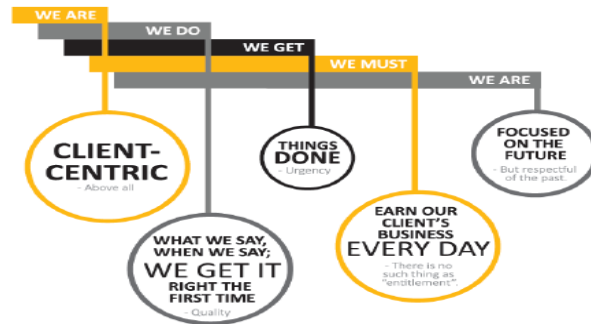 WE ARE
WE DO
WE GET
WE MUST
WE ARE
CLIENT-
CENTRIC
- Above all
WHAT WE SAY,
WHEN WE SAY;
WE GET IT
RIGHT THE
FIRST TIME
- Quality
THINGS
DONE
- Urgency
EARN OUR
CLIENT'S
BUSINESS
EVERY DAY
- There is no
such thing as
"entitlement".
FOCUSED
ON THE
FUTURE
- But respectful
of the past.